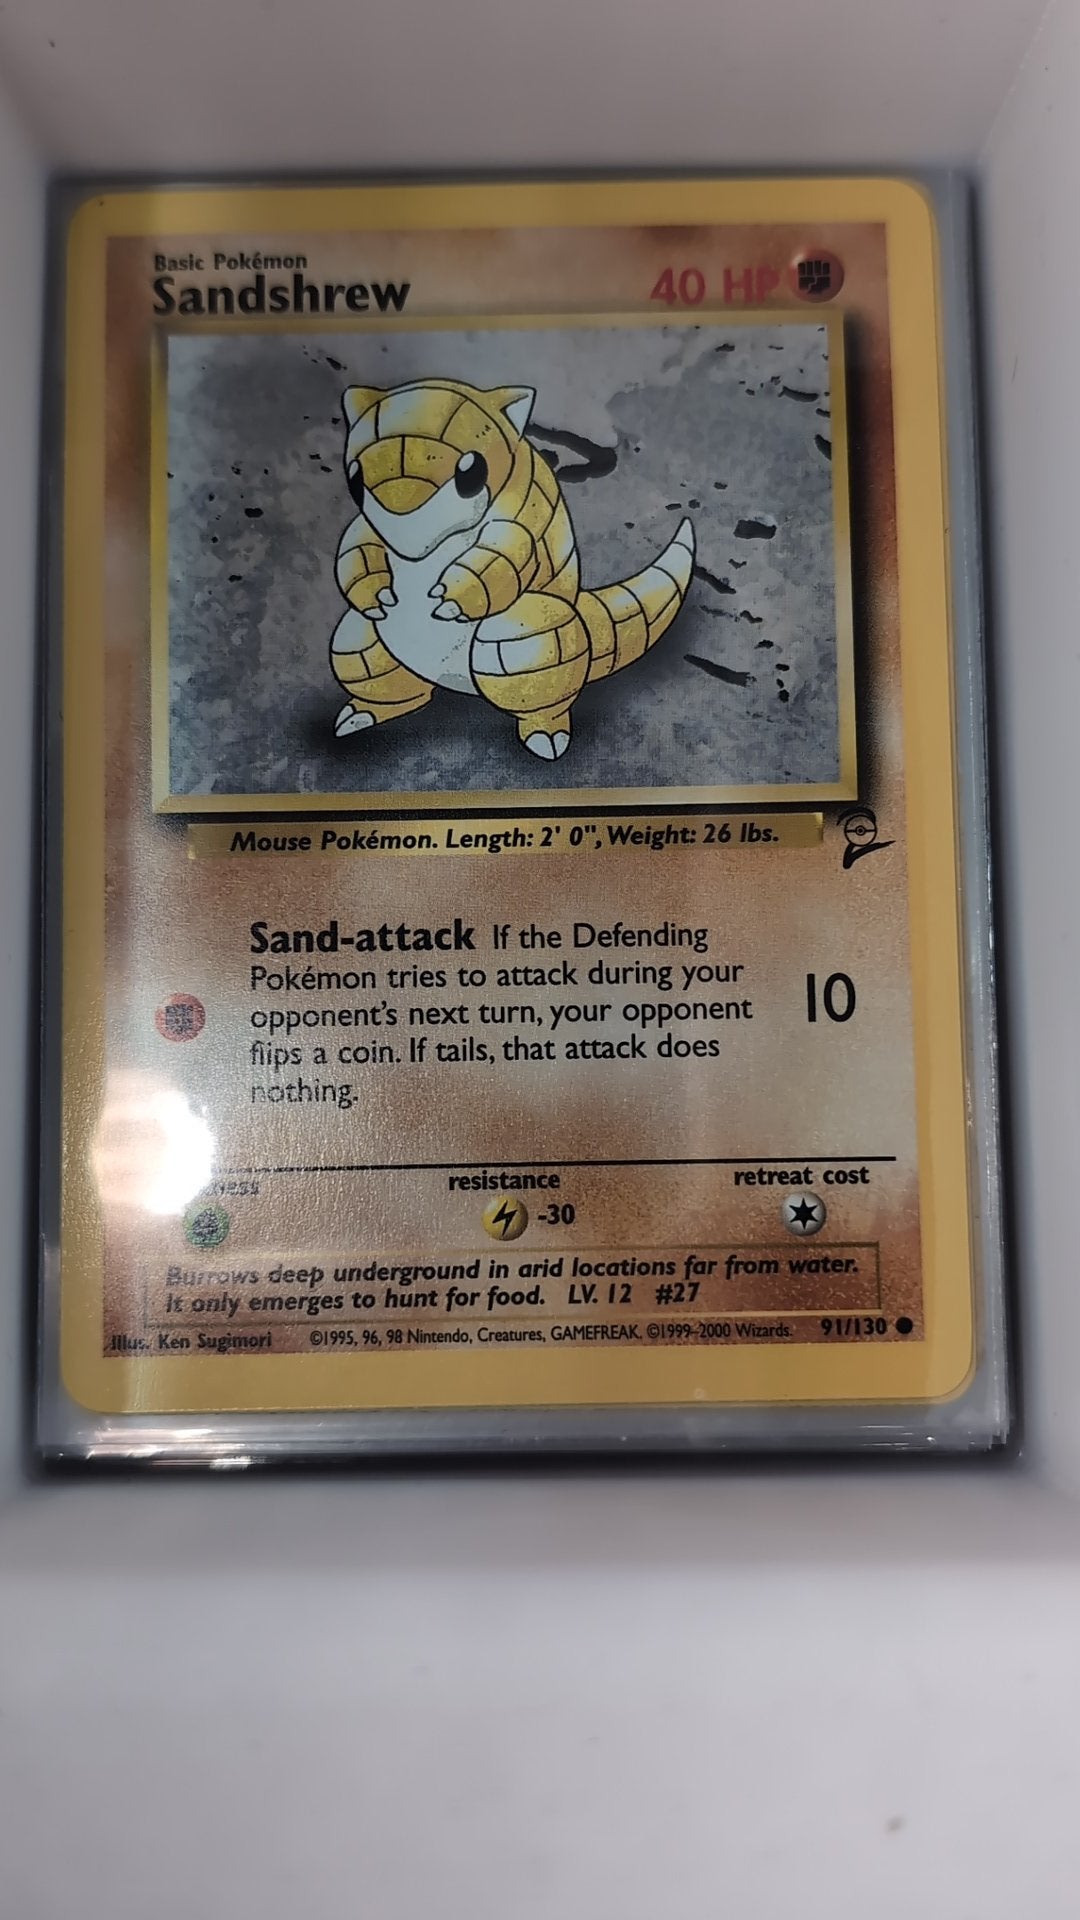 Basic Pokémon
Sandshrew
40 HP
Mouse Pokémon. Length: 2' 0", Weight: 26 lbs.
Sand-attack If the Defending
Pokémon tries to attack during your
opponent's next turn, your opponent
flips a coin. If tails, that attack does
nothing.
10
resistance
retreat cost
-30
Burrows deep underground in arid locations far from water.
It only emerges to hunt for food. LV. 12 #27
Illus. Ken Sugimori ©1995, 96, 98 Nintendo, Creatures, GAMEFREAK. ©1999-2000 Wizards. 91/130